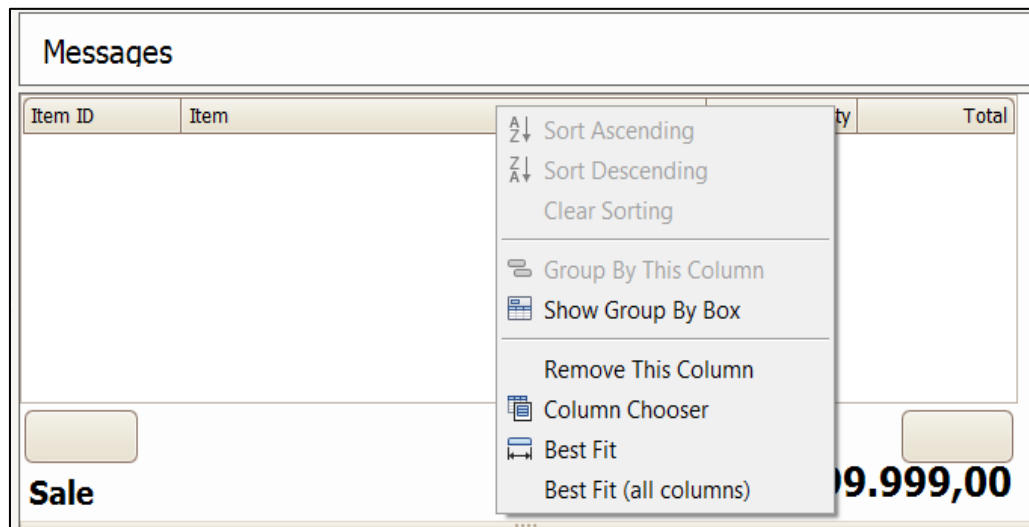 Messages
Item ID Item Total
Sort Ascending
Sort Descending
Clear Sorting
Group By This Column
Show Group By Box
Remove This Column
Column Chooser
Best Fit
Best Fit (all columns)
Sale 9.999,00